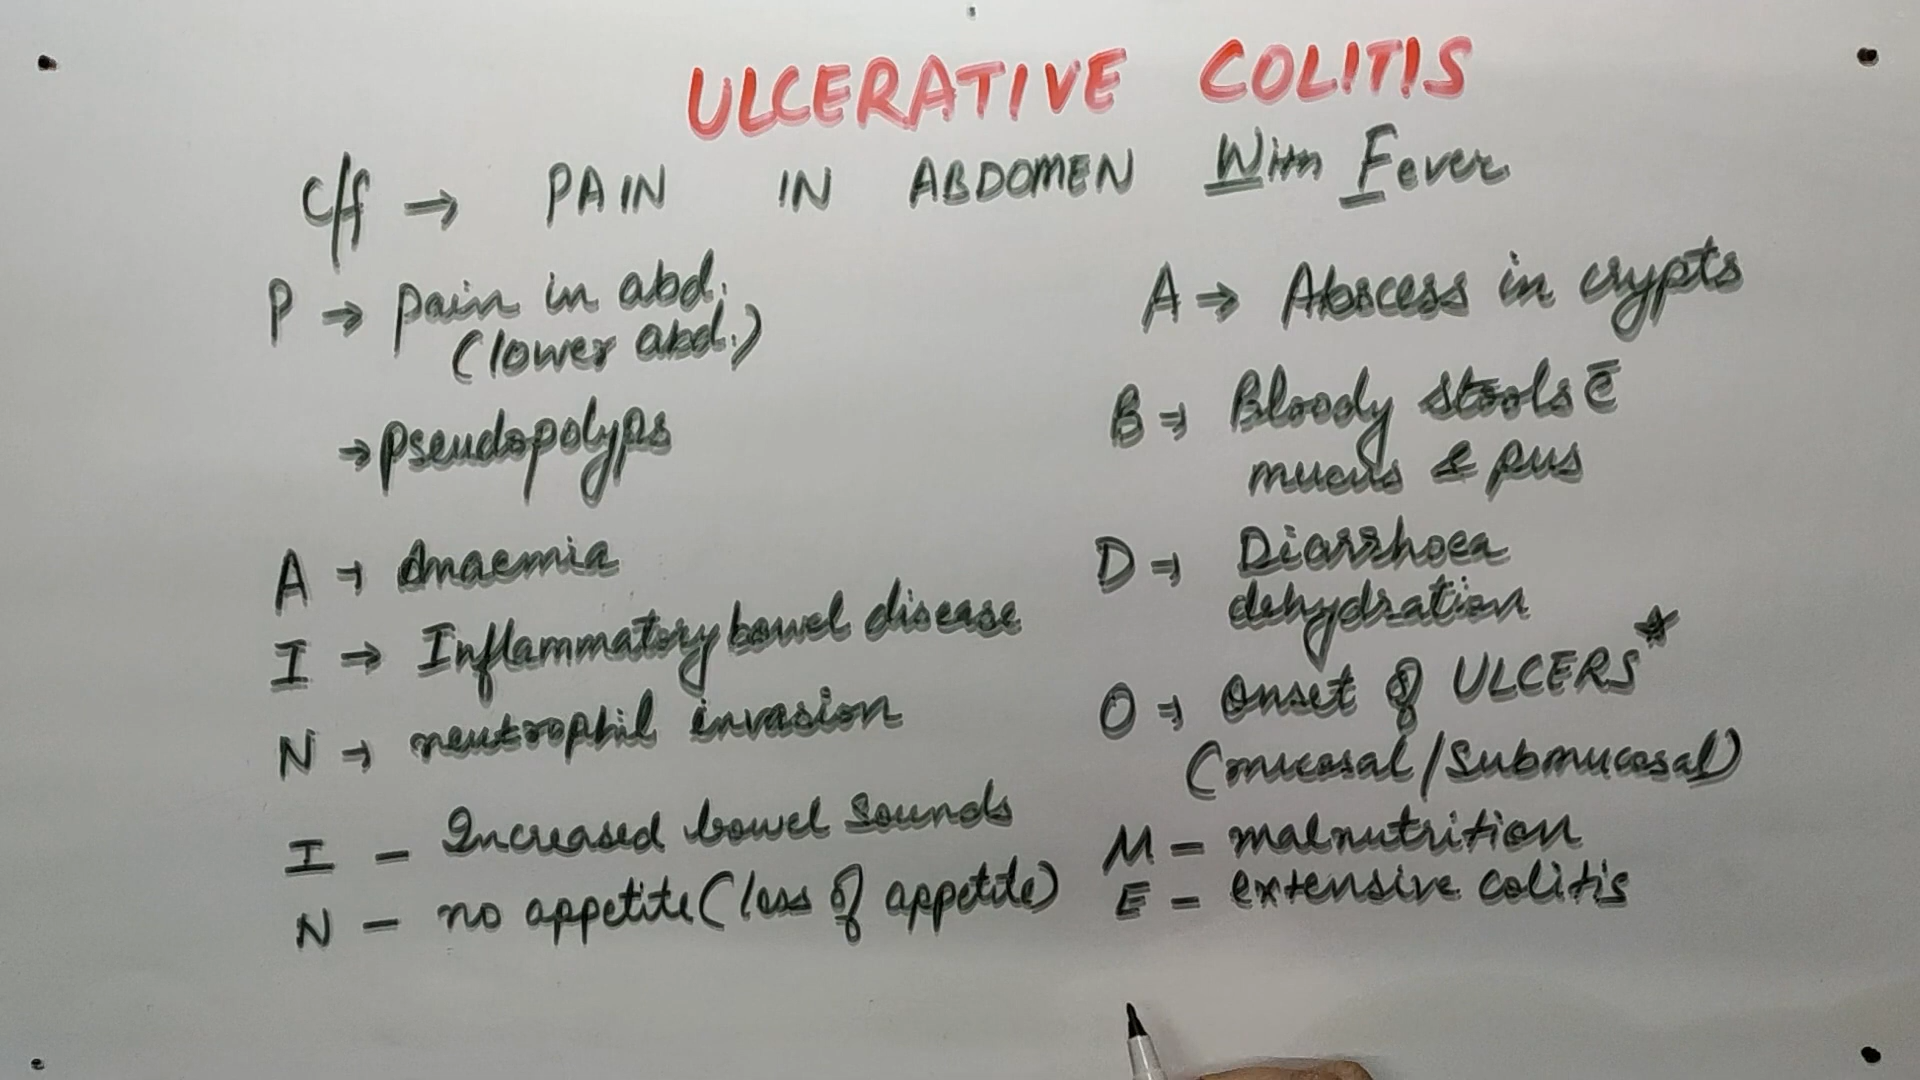 ULCERATIVE COLITIS
C/f → PAIN IN ABDOMEN With Fever
P → Pain in abd.
(lower abd.)
→ Pseudopolyps
A → Anaemia
I → Inflammatory bowel disease
N → neutrophil invasion
I - Increased bowel sounds
N - no appetite (loss of appetite)
A → Abscess in crypts
B → Bloody stools c̄
mucus & pus
D → Diarrhoea
dehydration
O → Onset of ULCERS*
(mucosal/Submucosal)
M = malnutrition
E = extensive colitis